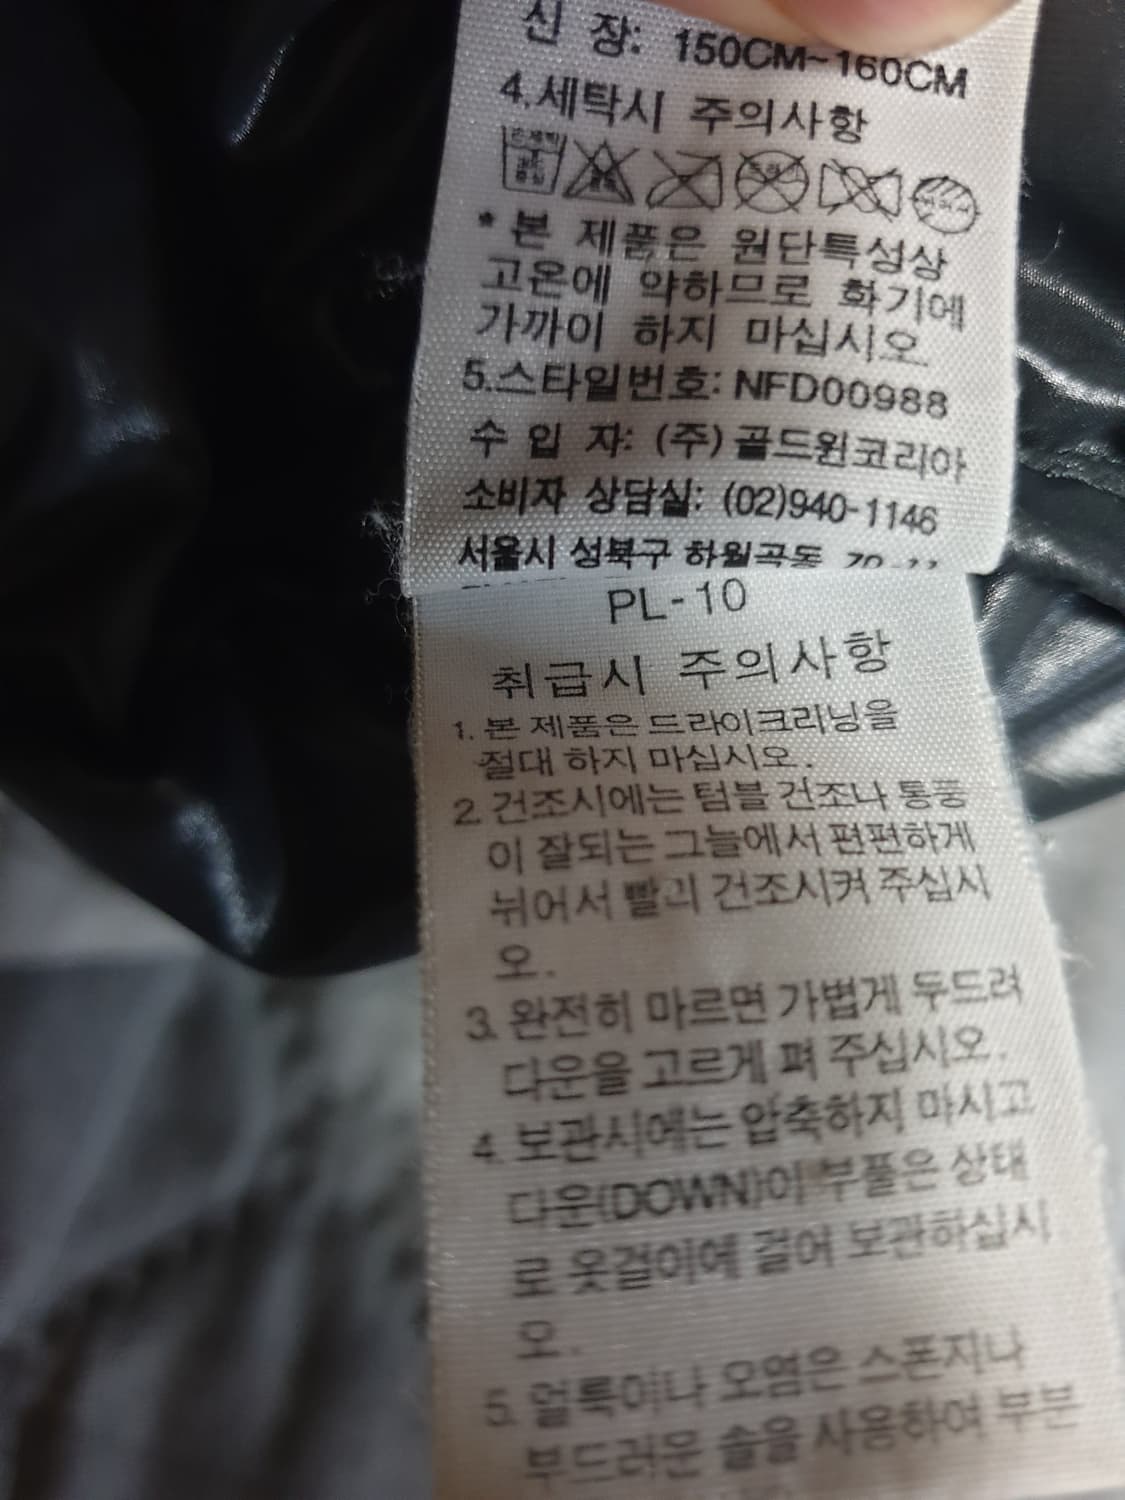 신 장: 150CM~160CM
4.세탁시 주의사항
손세탁
드라이
* 본 제품은 원단특성상
고온에 약하므로 화기에
가까이 하지 마십시오
5.스타일번호: NFD00988
수 입 자: (주)골드윈코리아
소비자 상담실: (02)940-1146
서울시 성북구 하월곡동
PL-10
취급시 주의사항
1. 본 제품은 드라이크리닝을
절대 하지 마십시오.
2. 건조시에는 텀블 건조나 통풍
이 잘되는 그늘에서 편편하게
뉘어서 빨리 건조시켜 주십시
오.
3. 완전히 마르면 가볍게 두드려
다운을 고르게 펴 주십시오.
4. 보관시에는 압축하지 마시고
다운(DOWN)이 부풀은 상태
로 옷걸이에 걸어 보관하십시
오.
5. 얼룩이나 오염은 스폰지나
부드러운 솔을 사용하여 부분